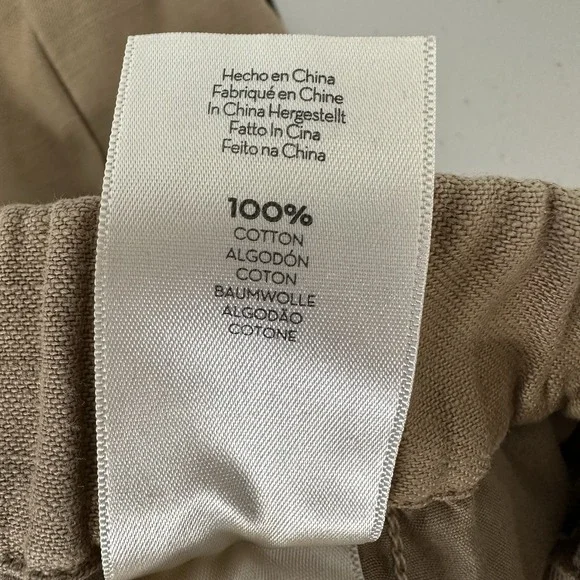 Hecho en China
Fabriqué en Chine
In China Hergestellt
Fatto In Cina
Feito na China
100%
COTTON
ALGODÓN
COTON
BAUMWOLLE
ALGODÃO
COTONE